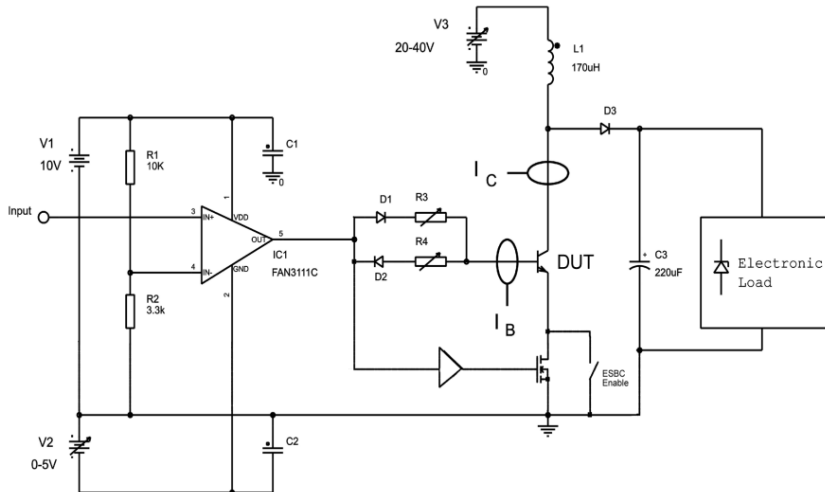 V3
20-40V
0
L1
170uH
D3
V1
10V
R1
10K
C1
0
I C
D1
R3
Input
3
IN+
1
VDD
OUT
5
IC1
FAN3111C
4
IN-
GND
2
R4
D2
DUT
I B
C3
220uF
Electronic
Load
R2
3.3k
ESBC
Enable
V2
0-5V
C2